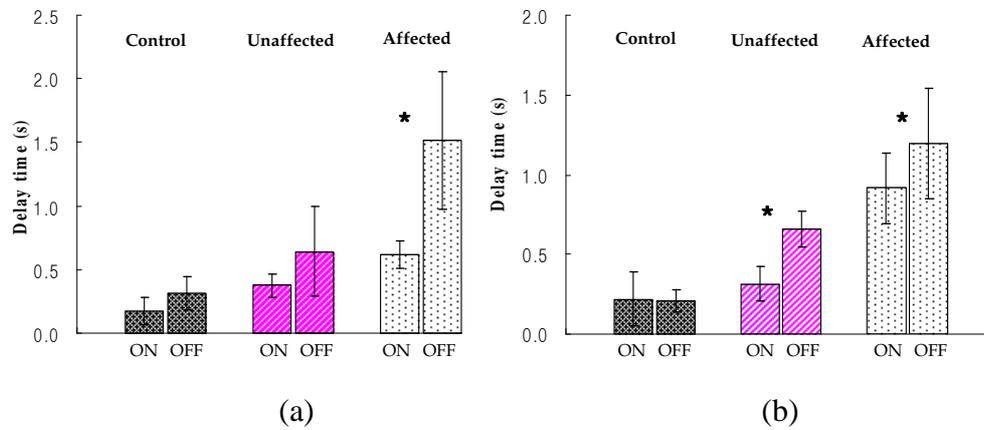 2.5
2.0
1.5
1.0
0.5
0.0
Delay time (s)
Control
Unaffected
Affected
*
ON OFF
ON OFF
ON OFF
(a)
2.0
1.5
1.0
0.5
0.0
Delay time (s)
Control
Unaffected
Affected
*
*
ON OFF
ON OFF
ON OFF
(b)